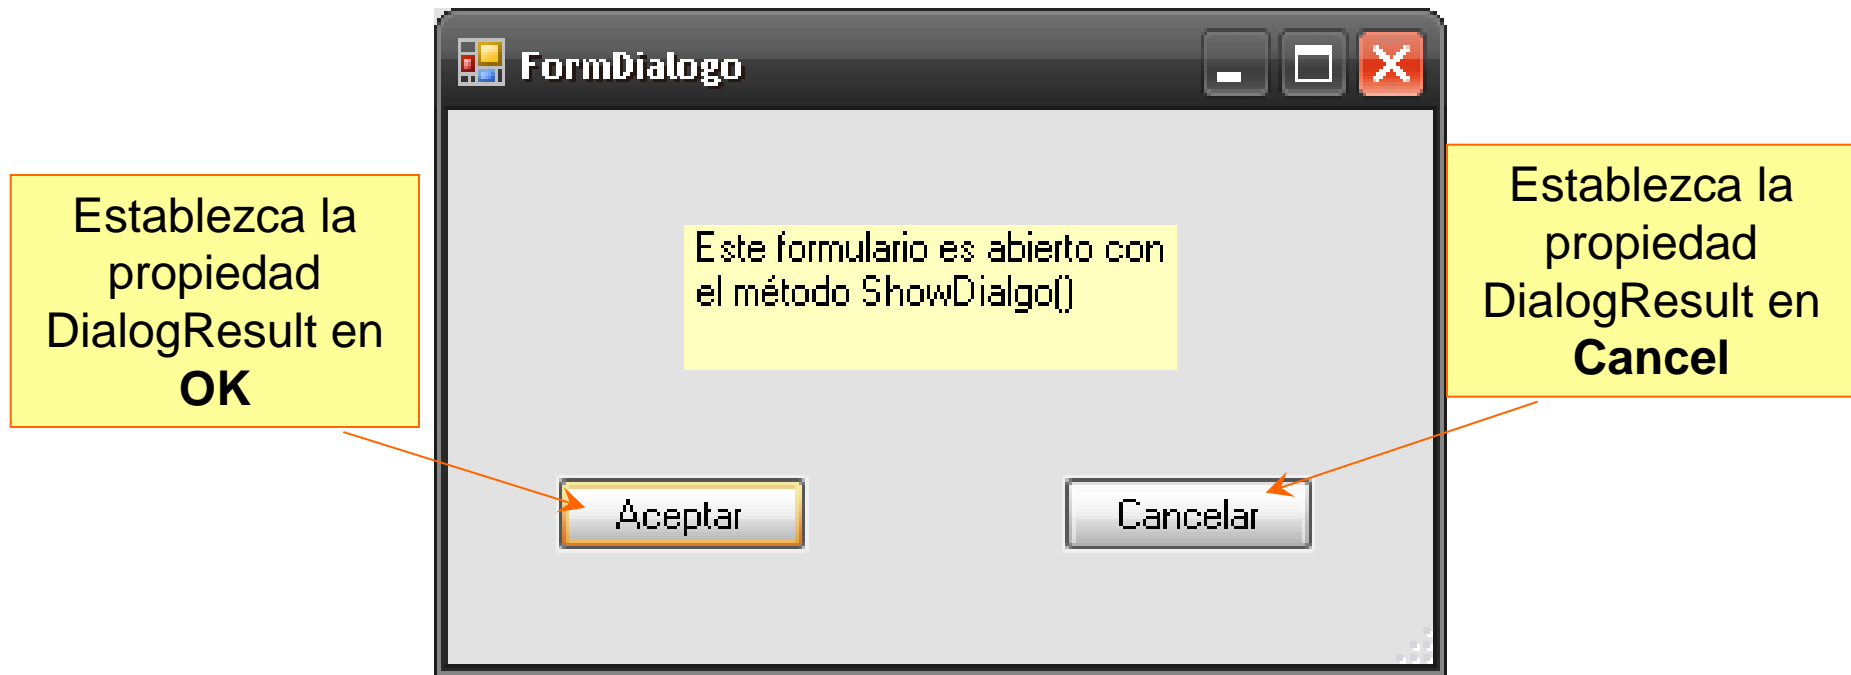 FormDialogo
Establezca la
propiedad
DialogResult en
OK
Este formulario es abierto con
el método ShowDialgo()
Establezca la
propiedad
DialogResult en
Cancel
Aceptar
Cancelar